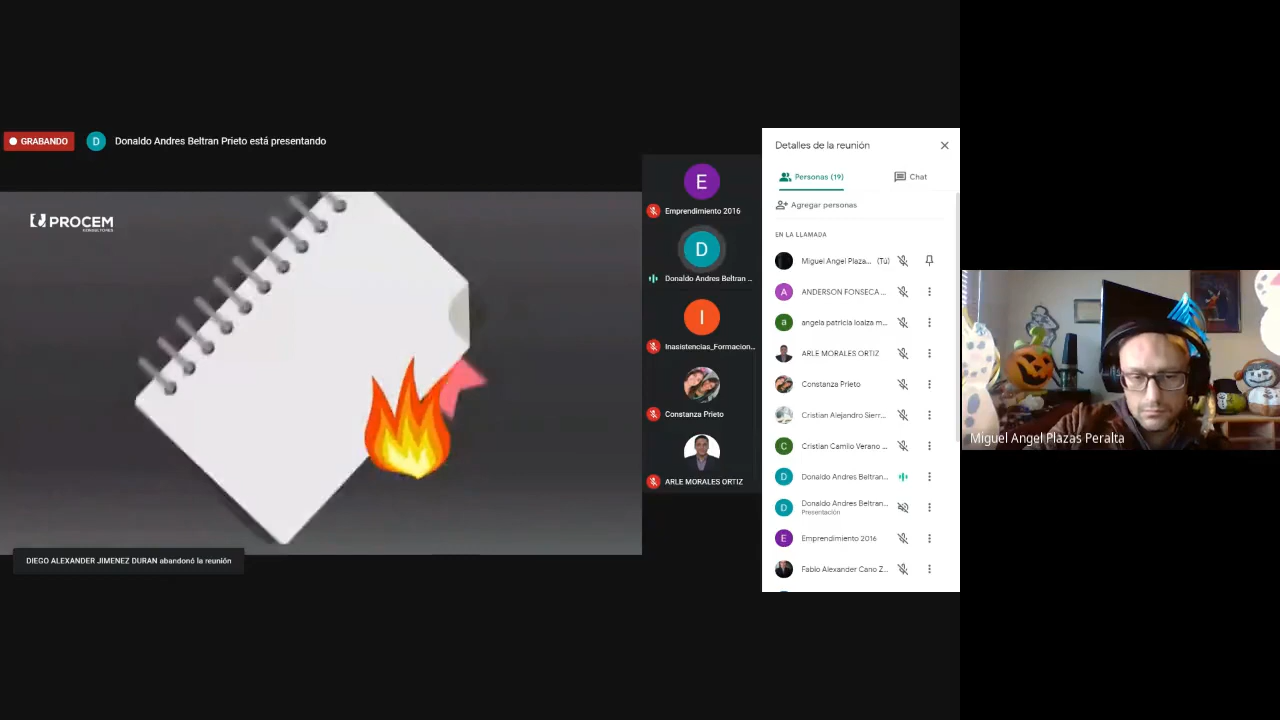 GRABANDO
D
Donaldo Andres Beltran Prieto está presentando
PROCEM
E
Emprendimiento 2016
D
Donaldo Andres Beltran ...
I
Inasistencias_Formacion...
Constanza Prieto
ARLE MORALES ORTIZ
DIEGO ALEXANDER JIMENEZ DURAN abandonó la reunión
Detalles de la reunión
Personas (19)
Chat
Agregar personas
EN LA LLAMADA
Miguel Angel Plaza... (Tú)
A ANDERSON FONSECA ...
a angela patricia loaiza m...
ARLE MORALES ORTIZ
Constanza Prieto
Cristian Alejandro Sierr...
C Cristian Camilo Verano ...
D Donaldo Andres Beltran...
D Donaldo Andres Beltran...
Presentación
E Emprendimiento 2016
Fabio Alexander Cano Z...
Miguel Angel Plazas Peralta